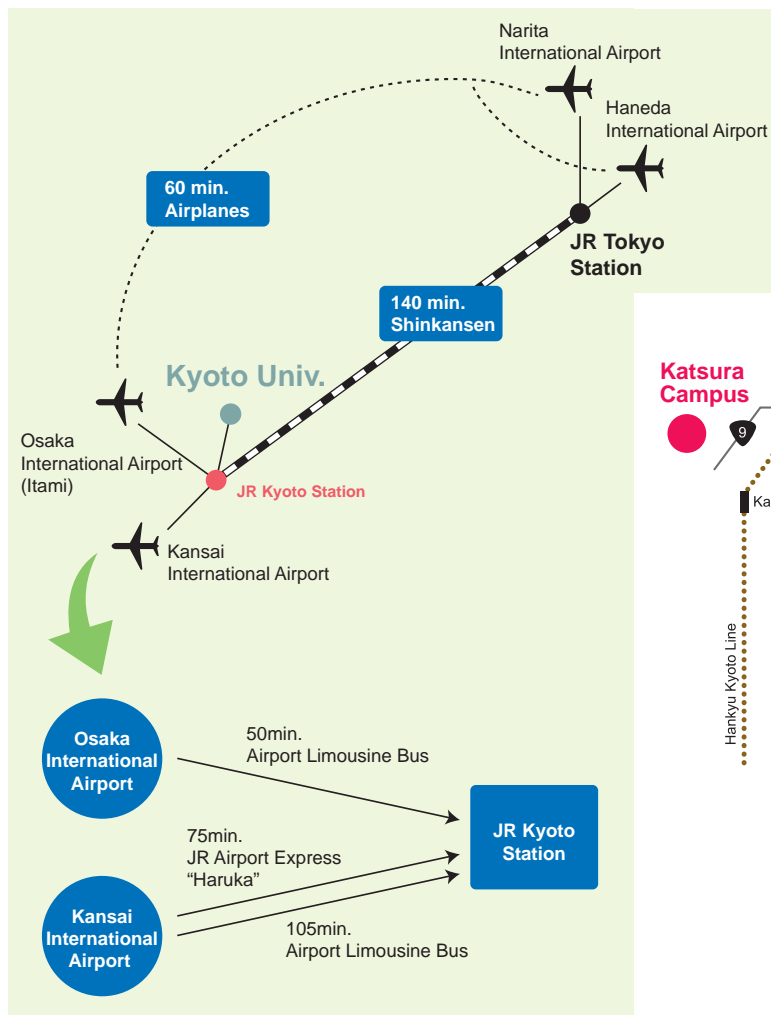 Narita
International Airport
Haneda
International Airport
60 min.
Airplanes
JR Tokyo
Station
140 min.
Shinkansen
Kyoto Univ.
Katsura
Campus
9
Osaka
International Airport
(Itami)
JR Kyoto Station
Ka
Kansai
International Airport
Hankyu Kyoto Line
Osaka
International
Airport
50min.
Airport Limousine Bus
75min.
JR Airport Express
“Haruka”
JR Kyoto
Station
Kansai
International
Airport
105min.
Airport Limousine Bus